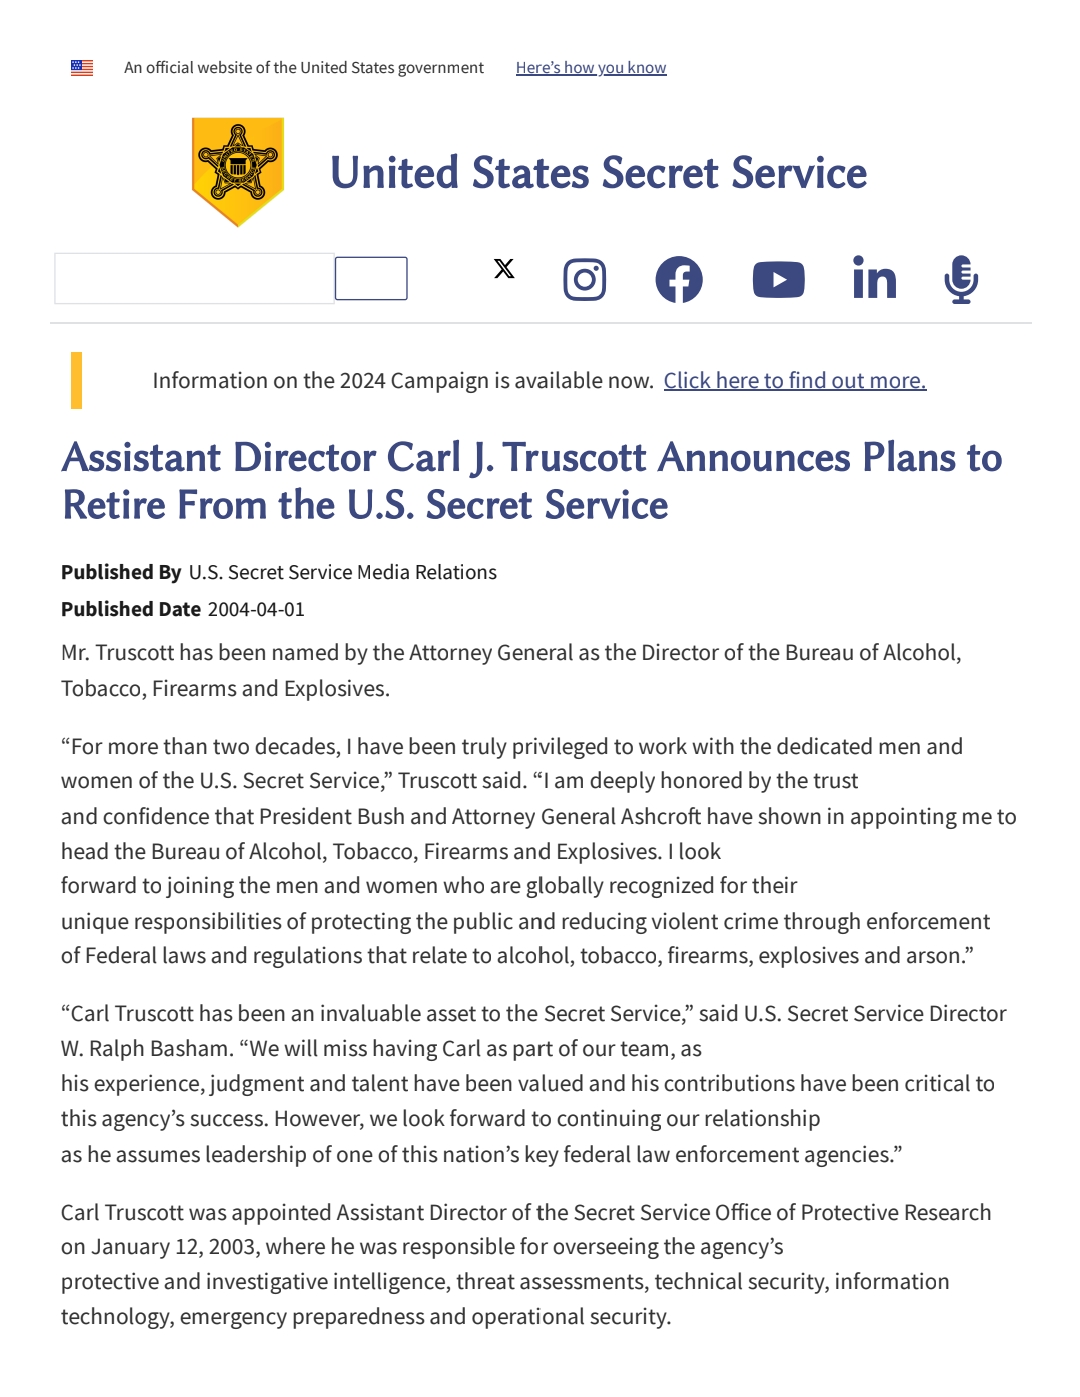 An official website of the United States government Here’s how you know
United States Secret Service
Information on the 2024 Campaign is available now. Click here to find out more.
Assistant Director Carl J. Truscott Announces Plans to
Retire From the U.S. Secret Service
Published By U.S. Secret Service Media Relations
Published Date 2004-04-01
Mr. Truscott has been named by the Attorney General as the Director of the Bureau of Alcohol,
Tobacco, Firearms and Explosives.
“For more than two decades, I have been truly privileged to work with the dedicated men and
women of the U.S. Secret Service,” Truscott said. “I am deeply honored by the trust
and confidence that President Bush and Attorney General Ashcroft have shown in appointing me to
head the Bureau of Alcohol, Tobacco, Firearms and Explosives. I look
forward to joining the men and women who are globally recognized for their
unique responsibilities of protecting the public and reducing violent crime through enforcement
of Federal laws and regulations that relate to alcohol, tobacco, firearms, explosives and arson.”
“Carl Truscott has been an invaluable asset to the Secret Service,” said U.S. Secret Service Director
W. Ralph Basham. “We will miss having Carl as part of our team, as
his experience, judgment and talent have been valued and his contributions have been critical to
this agency’s success. However, we look forward to continuing our relationship
as he assumes leadership of one of this nation’s key federal law enforcement agencies.”
Carl Truscott was appointed Assistant Director of the Secret Service Office of Protective Research
on January 12, 2003, where he was responsible for overseeing the agency’s
protective and investigative intelligence, threat assessments, technical security, information
technology, emergency preparedness and operational security.